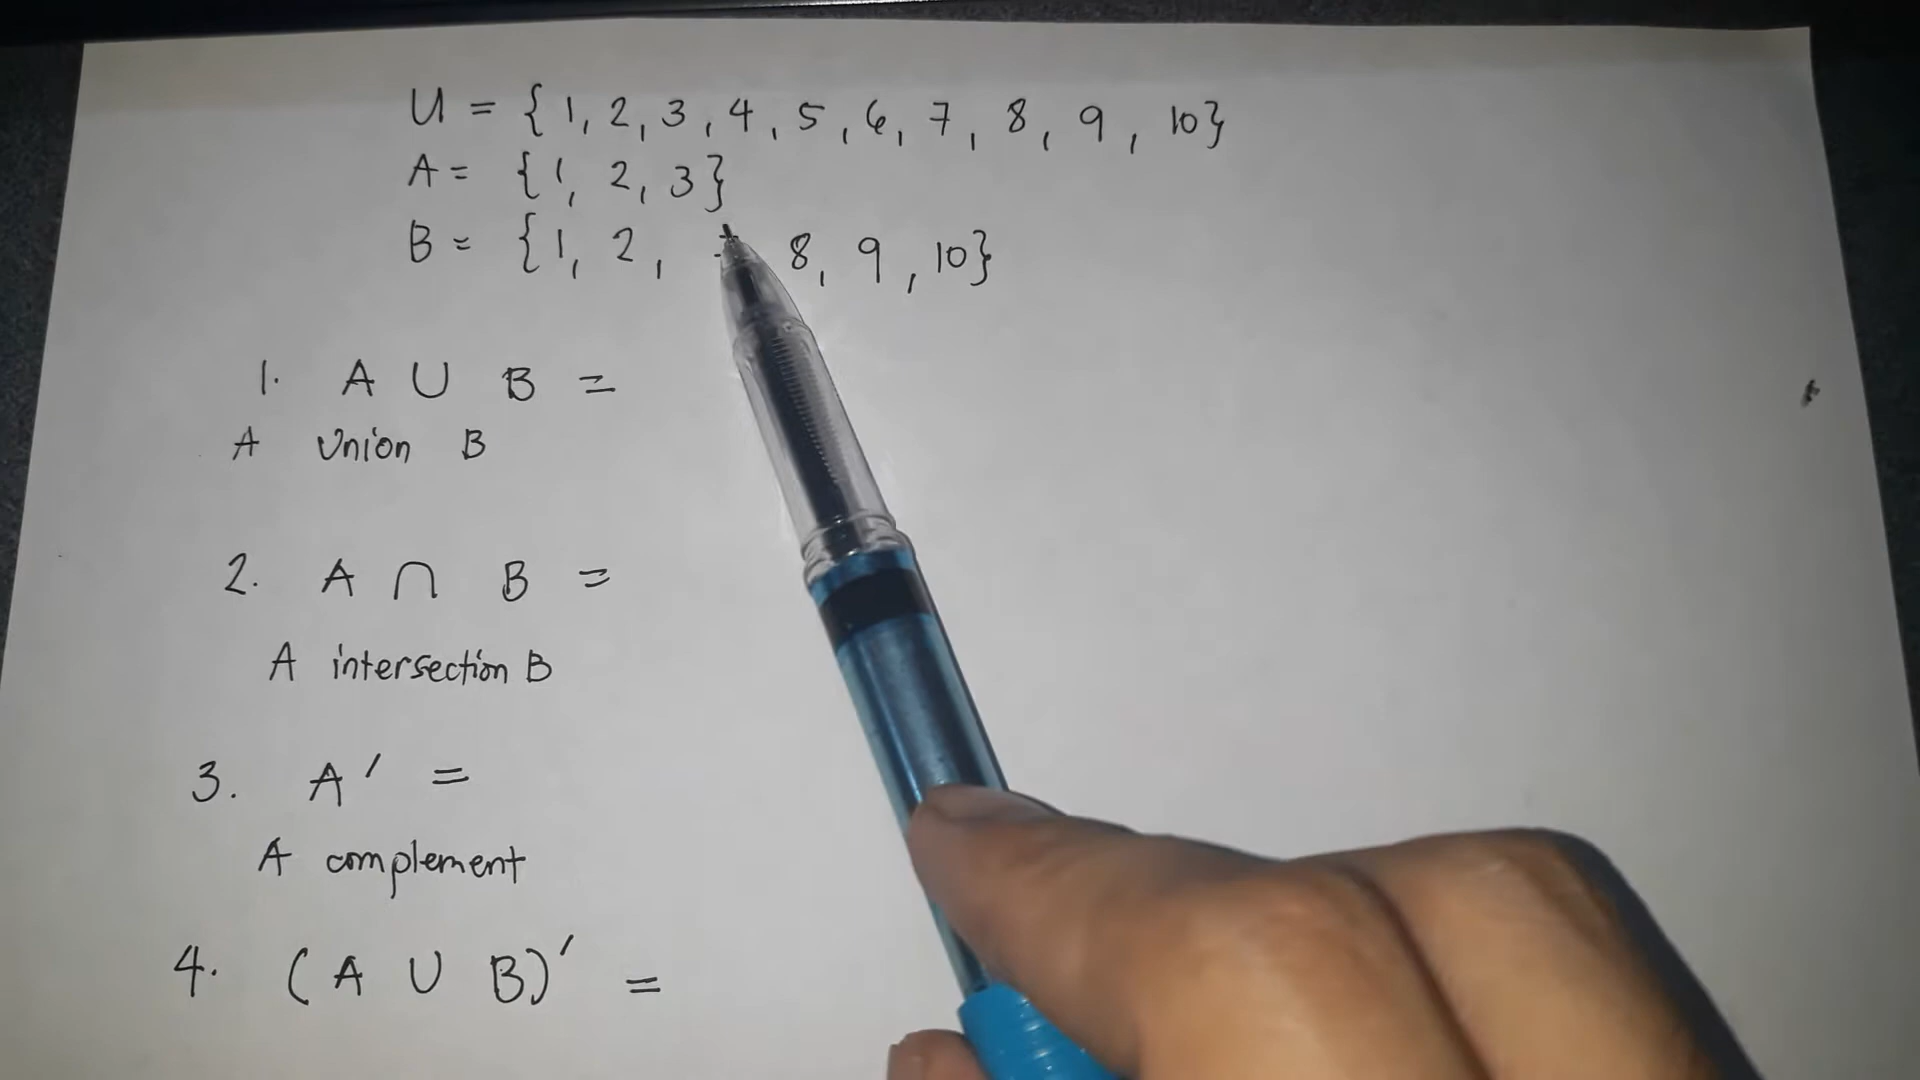 U = { 1, 2, 3, 4, 5, 6, 7, 8, 9, 10}
A = {1, 2, 3}
B = {1, 2, 8, 9, 10}
1. A ∪ B =
A Union B
2. A ∩ B =
A intersection B
3. A′ =
A complement
4. (A ∪ B)′ =